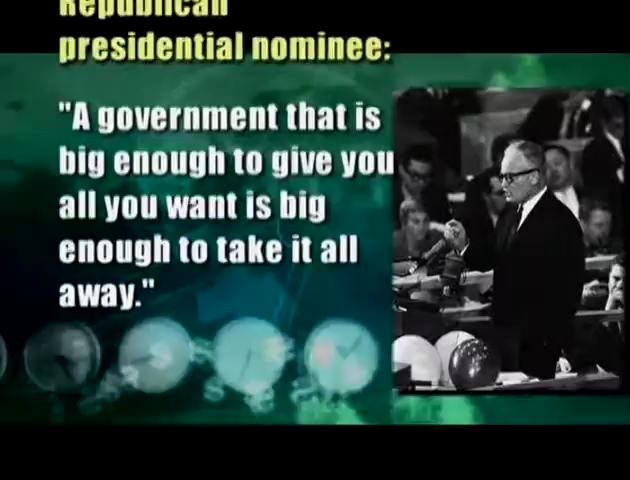 Republican
presidential nominee:
"A government that is
big enough to give you
all you want is big
enough to take it all
away."